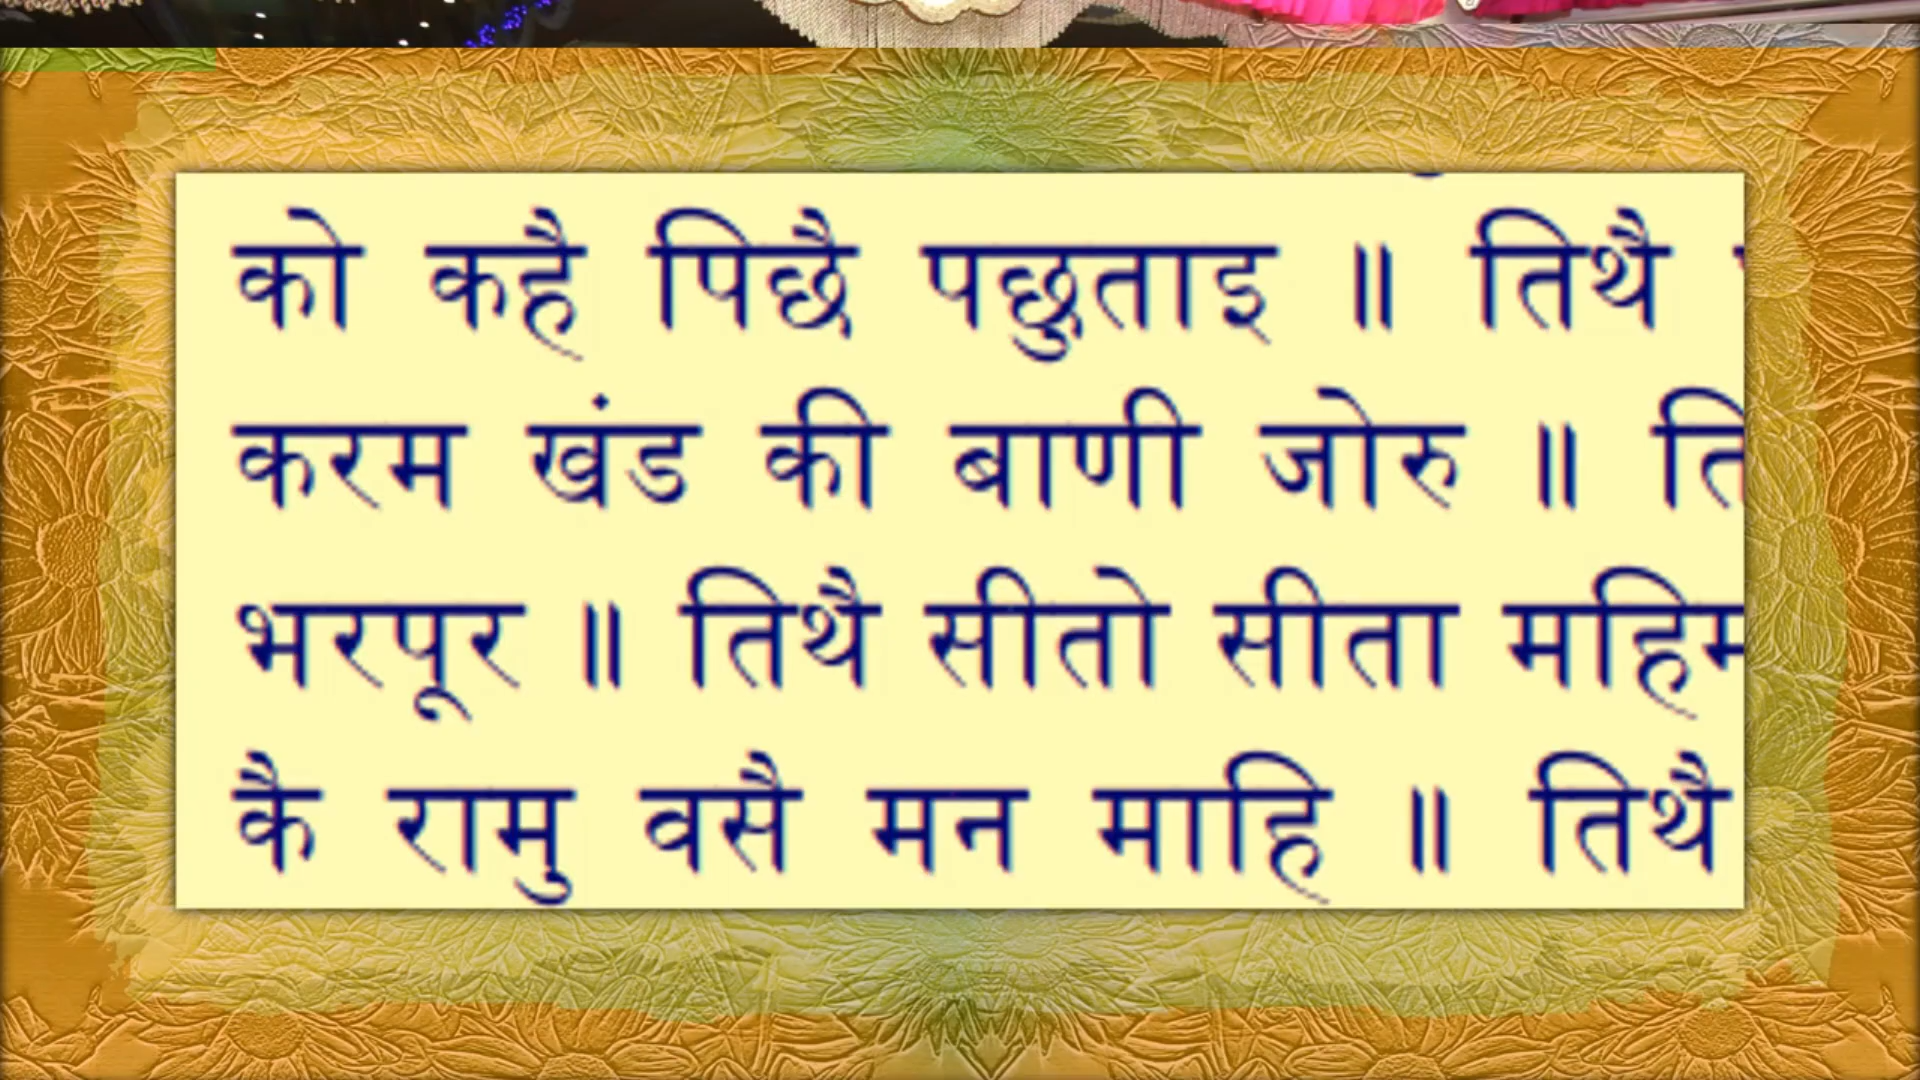 को कहै पिछै पछुताइ ॥ तिथै
करम खंड की बाणी जोरु ॥
भरपूर ॥ तिथै सीतो सीता
कै रामु वसै मन माहि ॥ तिथै